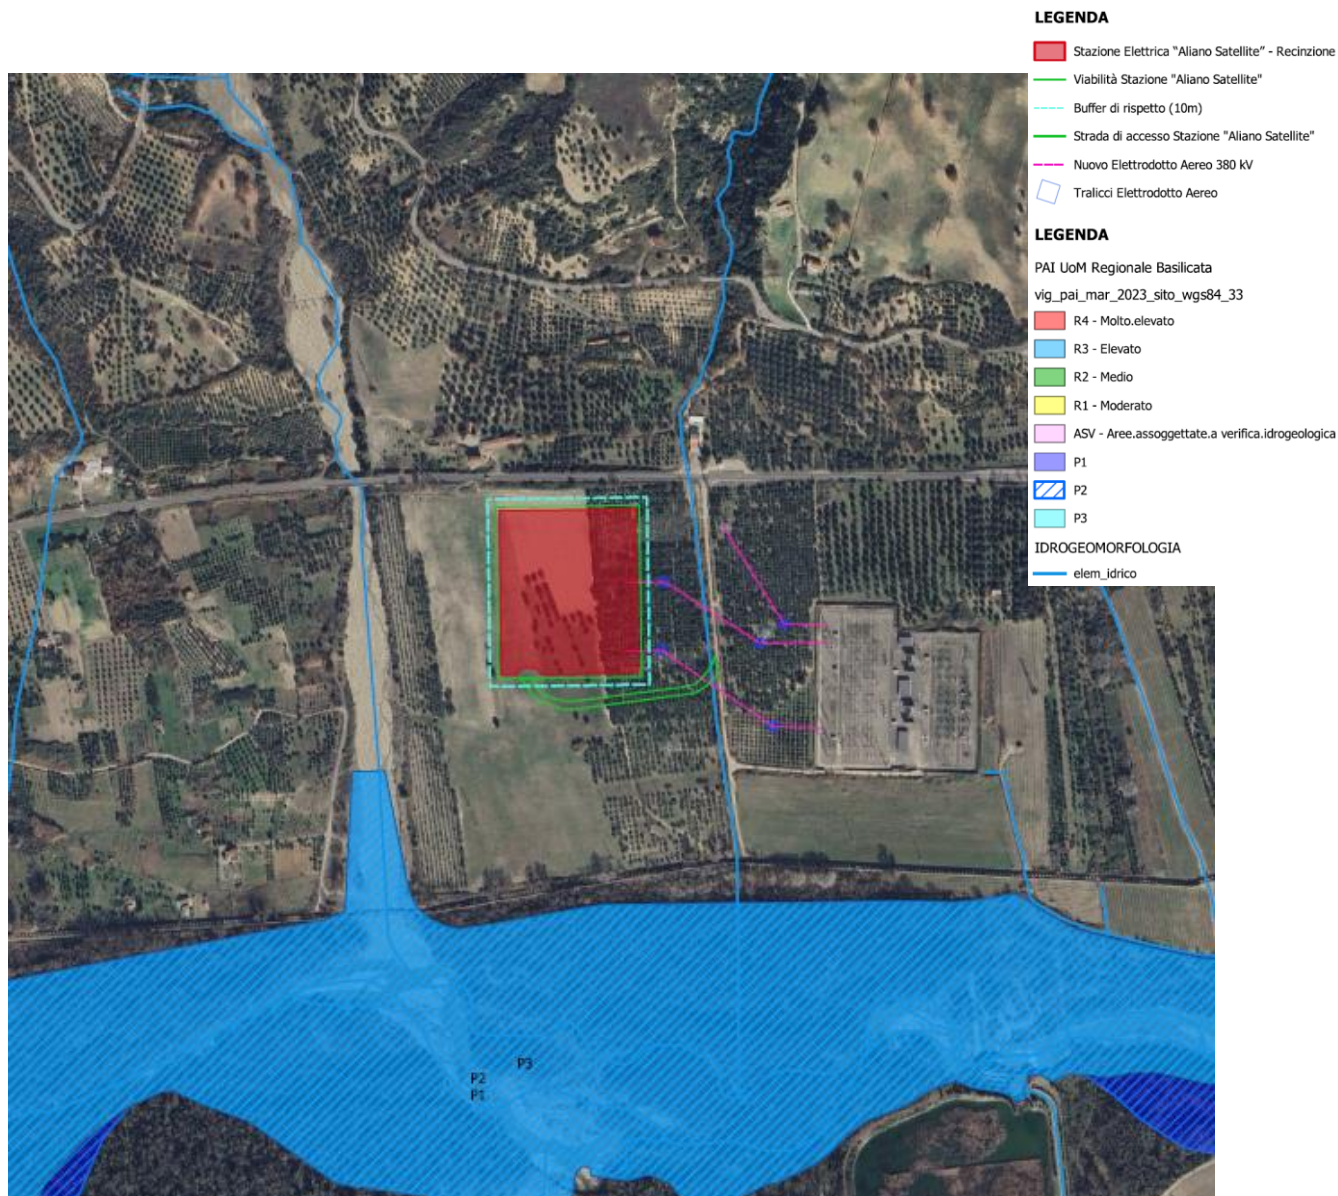 LEGENDA
Stazione Elettrica "Aliano Satellite" - Recinzione
Viabilità Stazione "Aliano Satellite"
Buffer di rispetto (10m)
Strada di accesso Stazione "Aliano Satellite"
Nuovo Elettrodotto Aereo 380 kV
Tralicci Elettrodotto Aereo
LEGENDA
PAI UoM Regionale Basilicata
vig_pai_mar_2023_sito_wgs84_33
R4 - Molto.elevato
R3 - Elevato
R2 - Medio
R1 - Moderato
ASV - Aree.assoggettate.a verifica.idrogeologica
P1
P2
P3
IDROGEOMORFOLOGIA
elem_idrico
P3
P2
P1